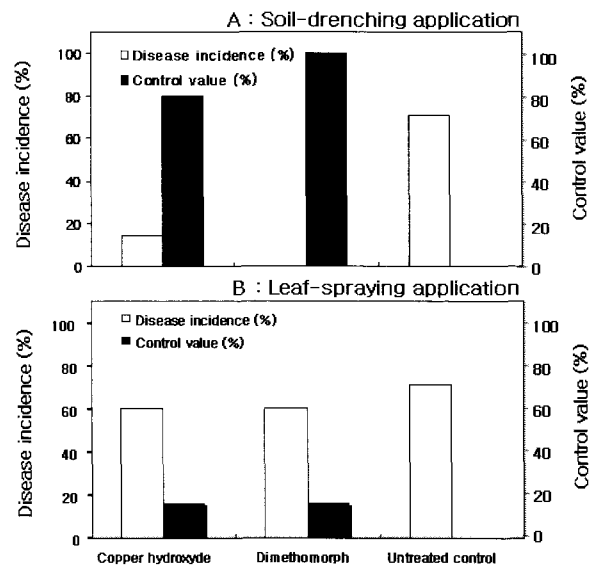 A : Soil-drenching application
Disease incidence (%)
Control value (%)
100
80
60
40
20
0
Disease incidence (%)
100
80
60
40
20
0
Control value (%)
B : Leaf-spraying application
Disease incidence (%)
Control value (%)
100
80
60
40
20
0
Disease incidence (%)
100
80
60
40
20
0
Control value (%)
Copper hydroxyde Dimethomorph Untreated control